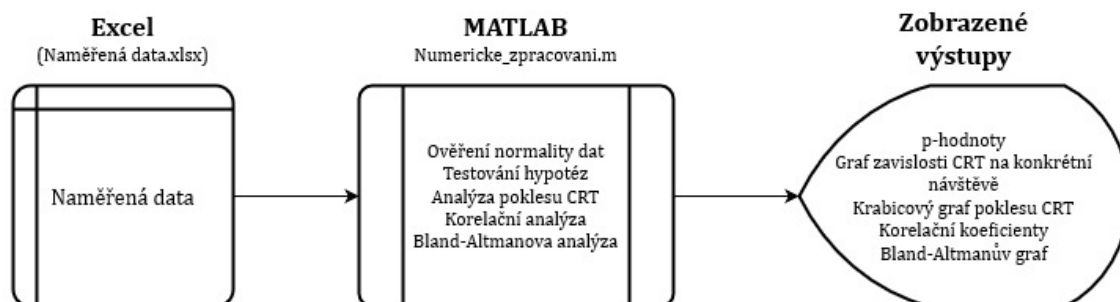 Excel
(Naměřená data.xlsx)
Naměřená data
MATLAB
Numericke_zpracovani.m
Ověření normality dat
Testování hypotéz
Analýza poklesu CRT
Korelační analýza
Bland-Altmanova analýza
Zobrazené
výstupy
p-hodnoty
Graf zavislosti CRT na konkrétní
návštěvě
Krabicový graf poklesu CRT
Korelační koeficienty
Bland-Altmanův graf